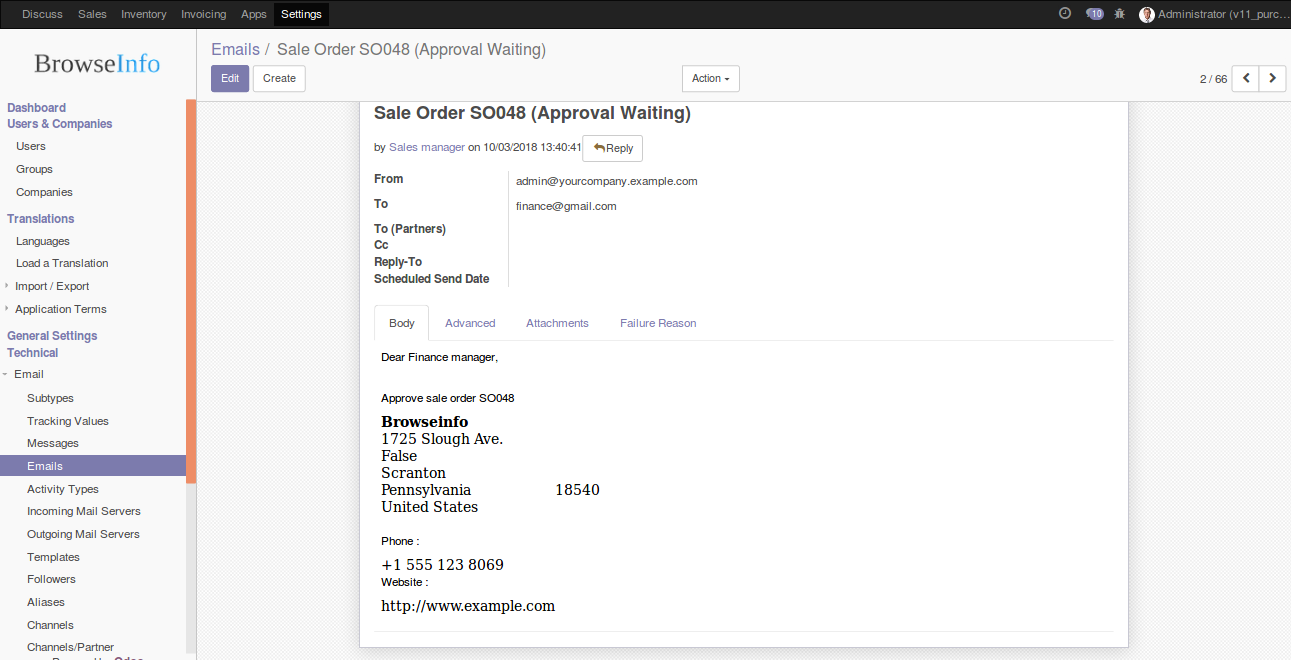 Discuss Sales Inventory Invoicing Apps Settings 10 Administrator (v11_purc...
BrowseInfo
Emails / Sale Order SO048 (Approval Waiting)
Edit Create Action 2 / 66
Dashboard
Users & Companies
Users
Groups
Companies
Translations
Languages
Load a Translation
Import / Export
Application Terms
General Settings
Technical
Email
Subtypes
Tracking Values
Messages
Emails
Activity Types
Incoming Mail Servers
Outgoing Mail Servers
Templates
Followers
Aliases
Channels
Channels/Partner
Sale Order SO048 (Approval Waiting)
by Sales manager on 10/03/2018 13:40:41 Reply
From admin@yourcompany.example.com
To finance@gmail.com
To (Partners)
Cc
Reply-To
Scheduled Send Date
Body Advanced Attachments Failure Reason
Dear Finance manager,
Approve sale order SO048
Browseinfo
1725 Slough Ave.
False
Scranton
Pennsylvania 18540
United States
Phone :
+1 555 123 8069
Website :
http://www.example.com